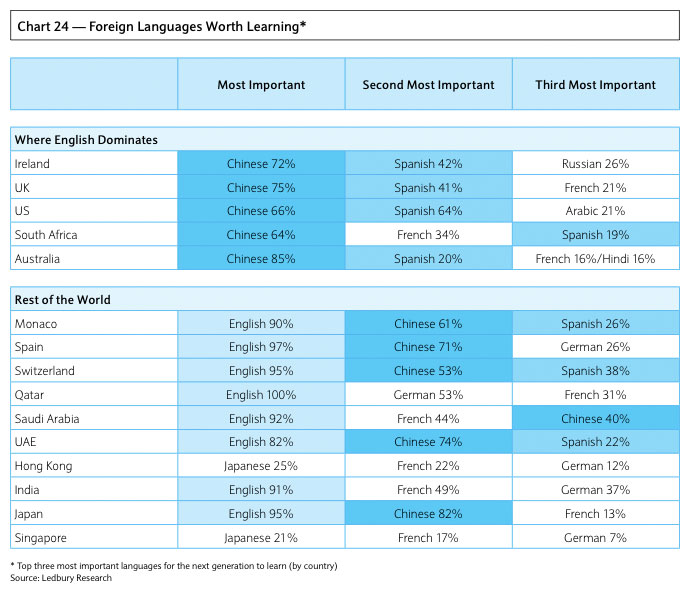 Chart 24 — Foreign Languages Worth Learning*
Most Important Second Most Important Third Most Important
Where English Dominates
Ireland Chinese 72% Spanish 42% Russian 26%
UK Chinese 75% Spanish 41% French 21%
US Chinese 66% Spanish 64% Arabic 21%
South Africa Chinese 64% French 34% Spanish 19%
Australia Chinese 85% Spanish 20% French 16%/Hindi 16%
Rest of the World
Monaco English 90% Chinese 61% Spanish 26%
Spain English 97% Chinese 71% German 26%
Switzerland English 95% Chinese 53% Spanish 38%
Qatar English 100% German 53% French 31%
Saudi Arabia English 92% French 44% Chinese 40%
UAE English 82% Chinese 74% Spanish 22%
Hong Kong Japanese 25% French 22% German 12%
India English 91% French 49% German 37%
Japan English 95% Chinese 82% French 13%
Singapore Japanese 21% French 17% German 7%
* Top three most important languages for the next generation to learn (by country)
Source: Ledbury Research